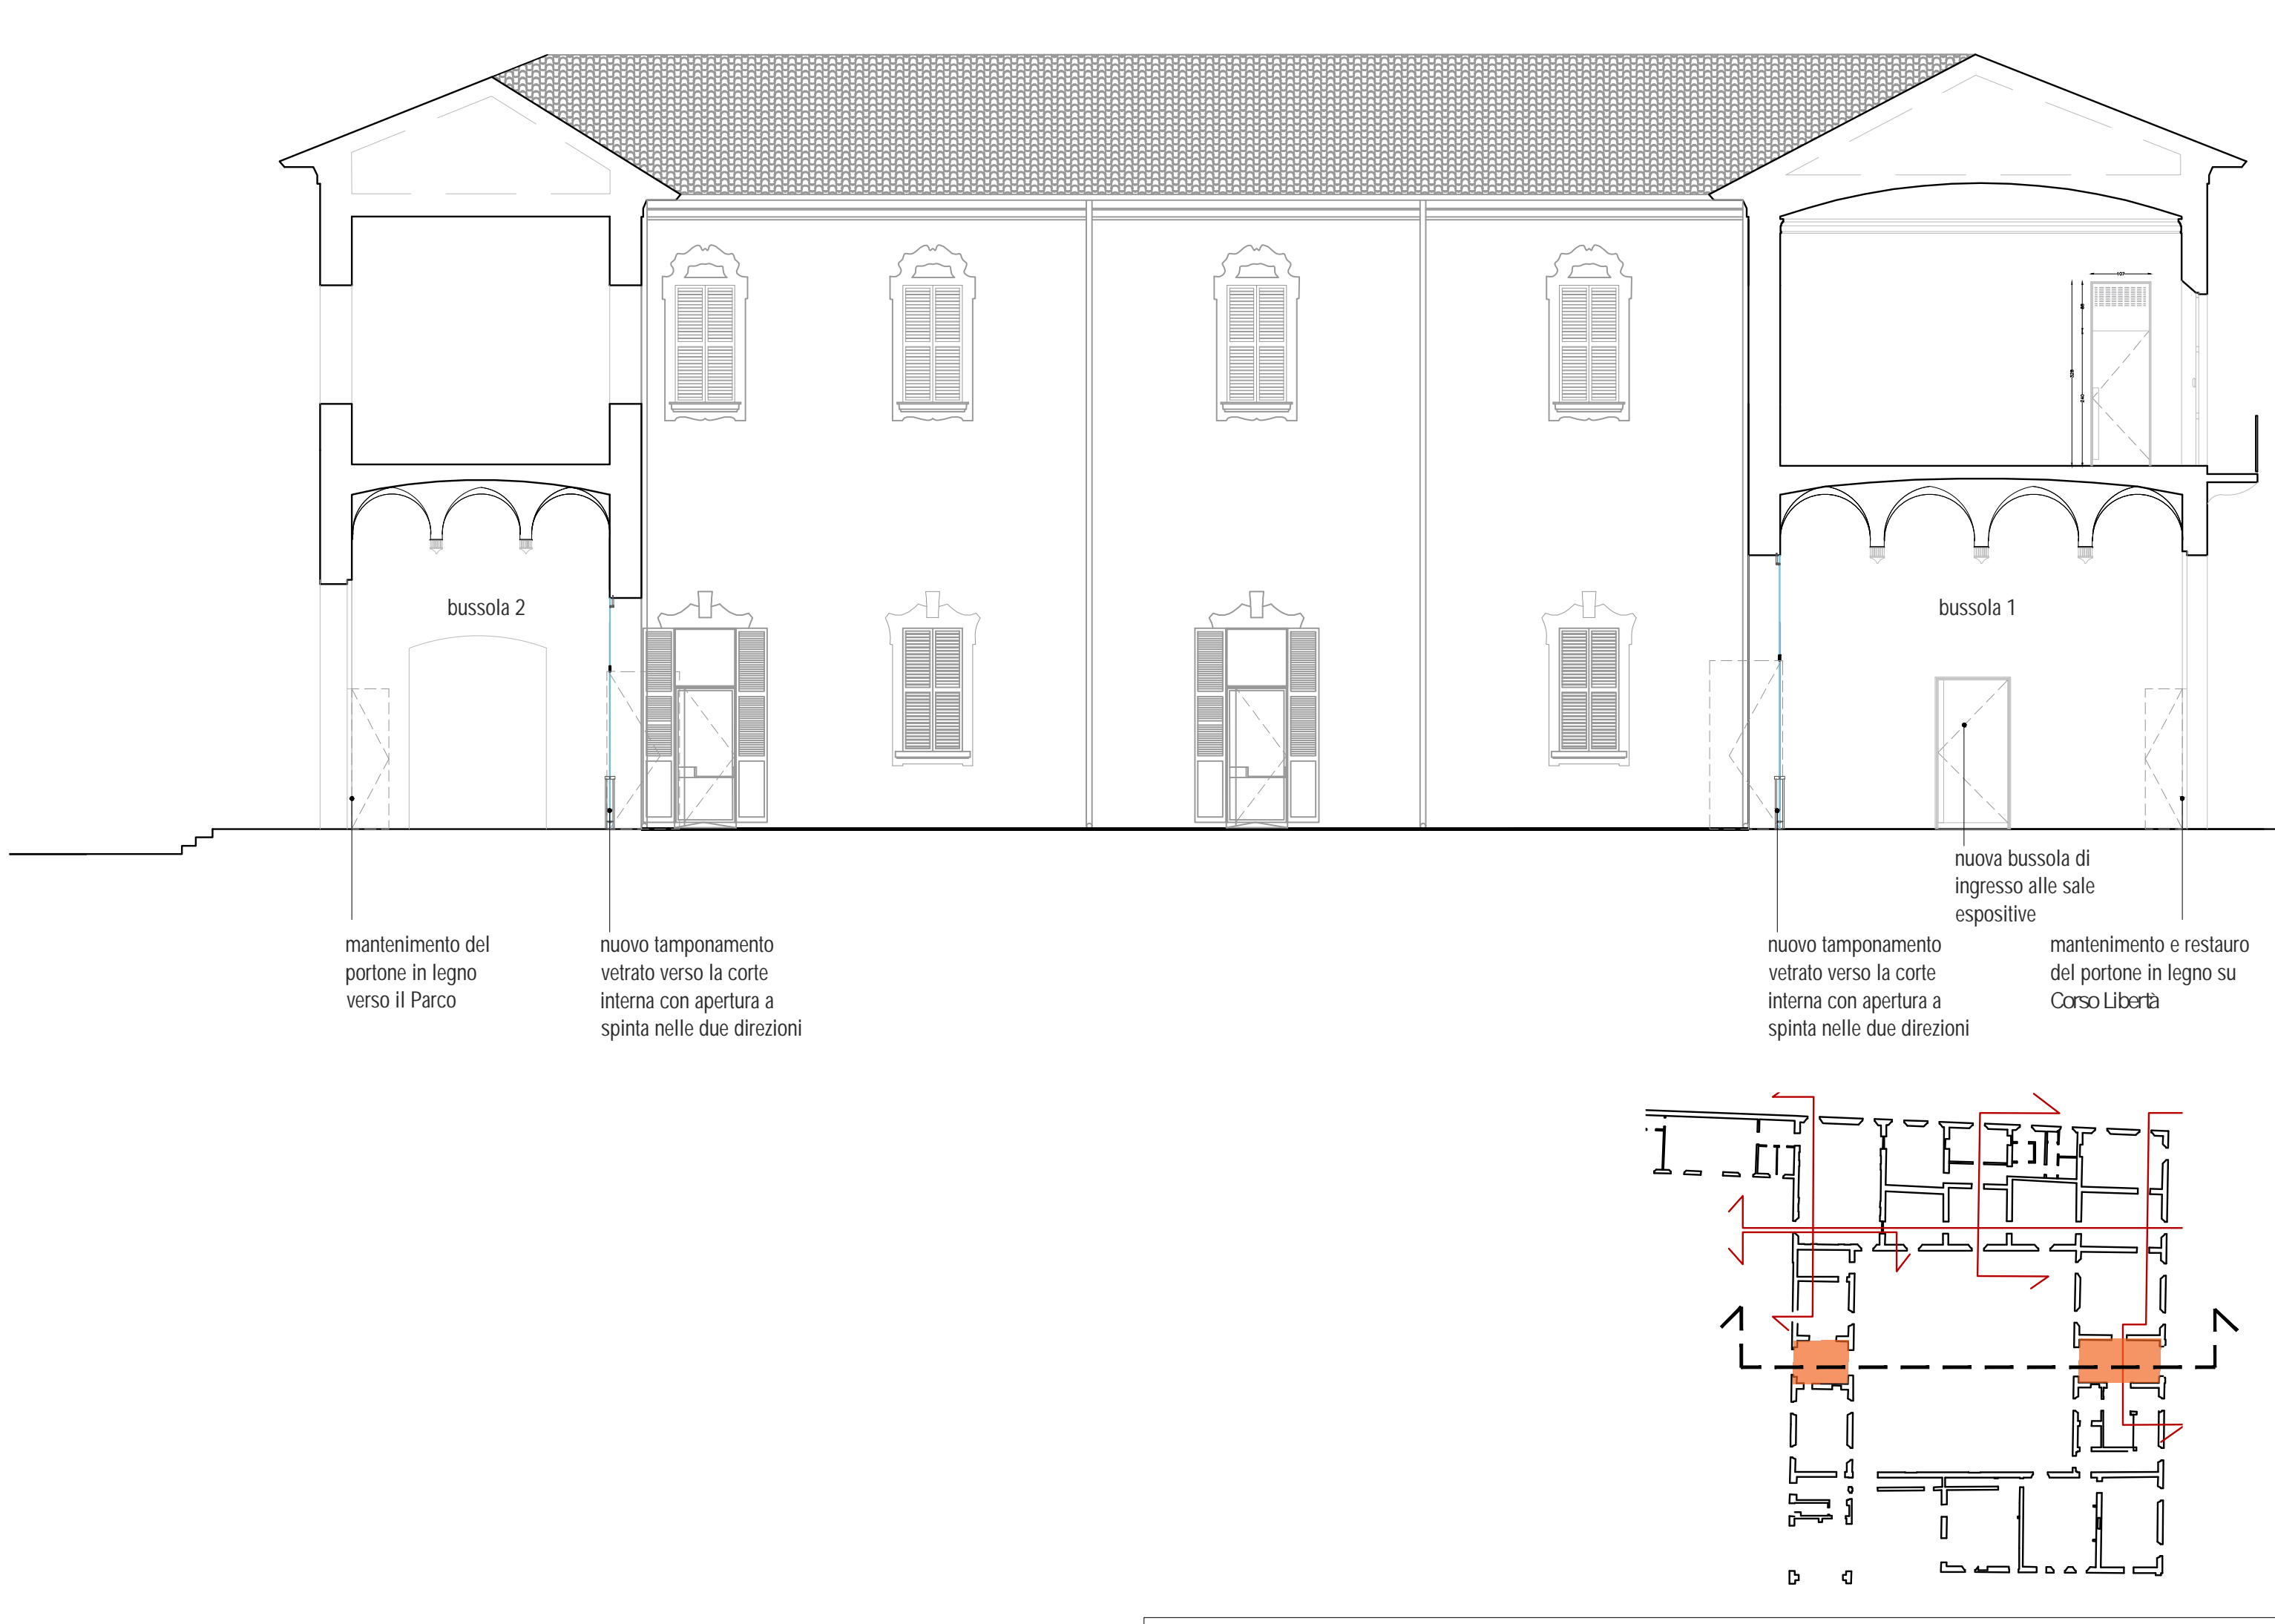 bussola 2
bussola 1
nuova bussola di
ingresso alle sale
espositive
mantenimento del
portone in legno
verso il Parco
nuovo tamponamento
vetrato verso la corte
interna con apertura a
spinta nelle due direzioni
nuovo tamponamento
vetrato verso la corte
interna con apertura a
spinta nelle due direzioni
mantenimento e restauro
del portone in legno su
Corso Libertà